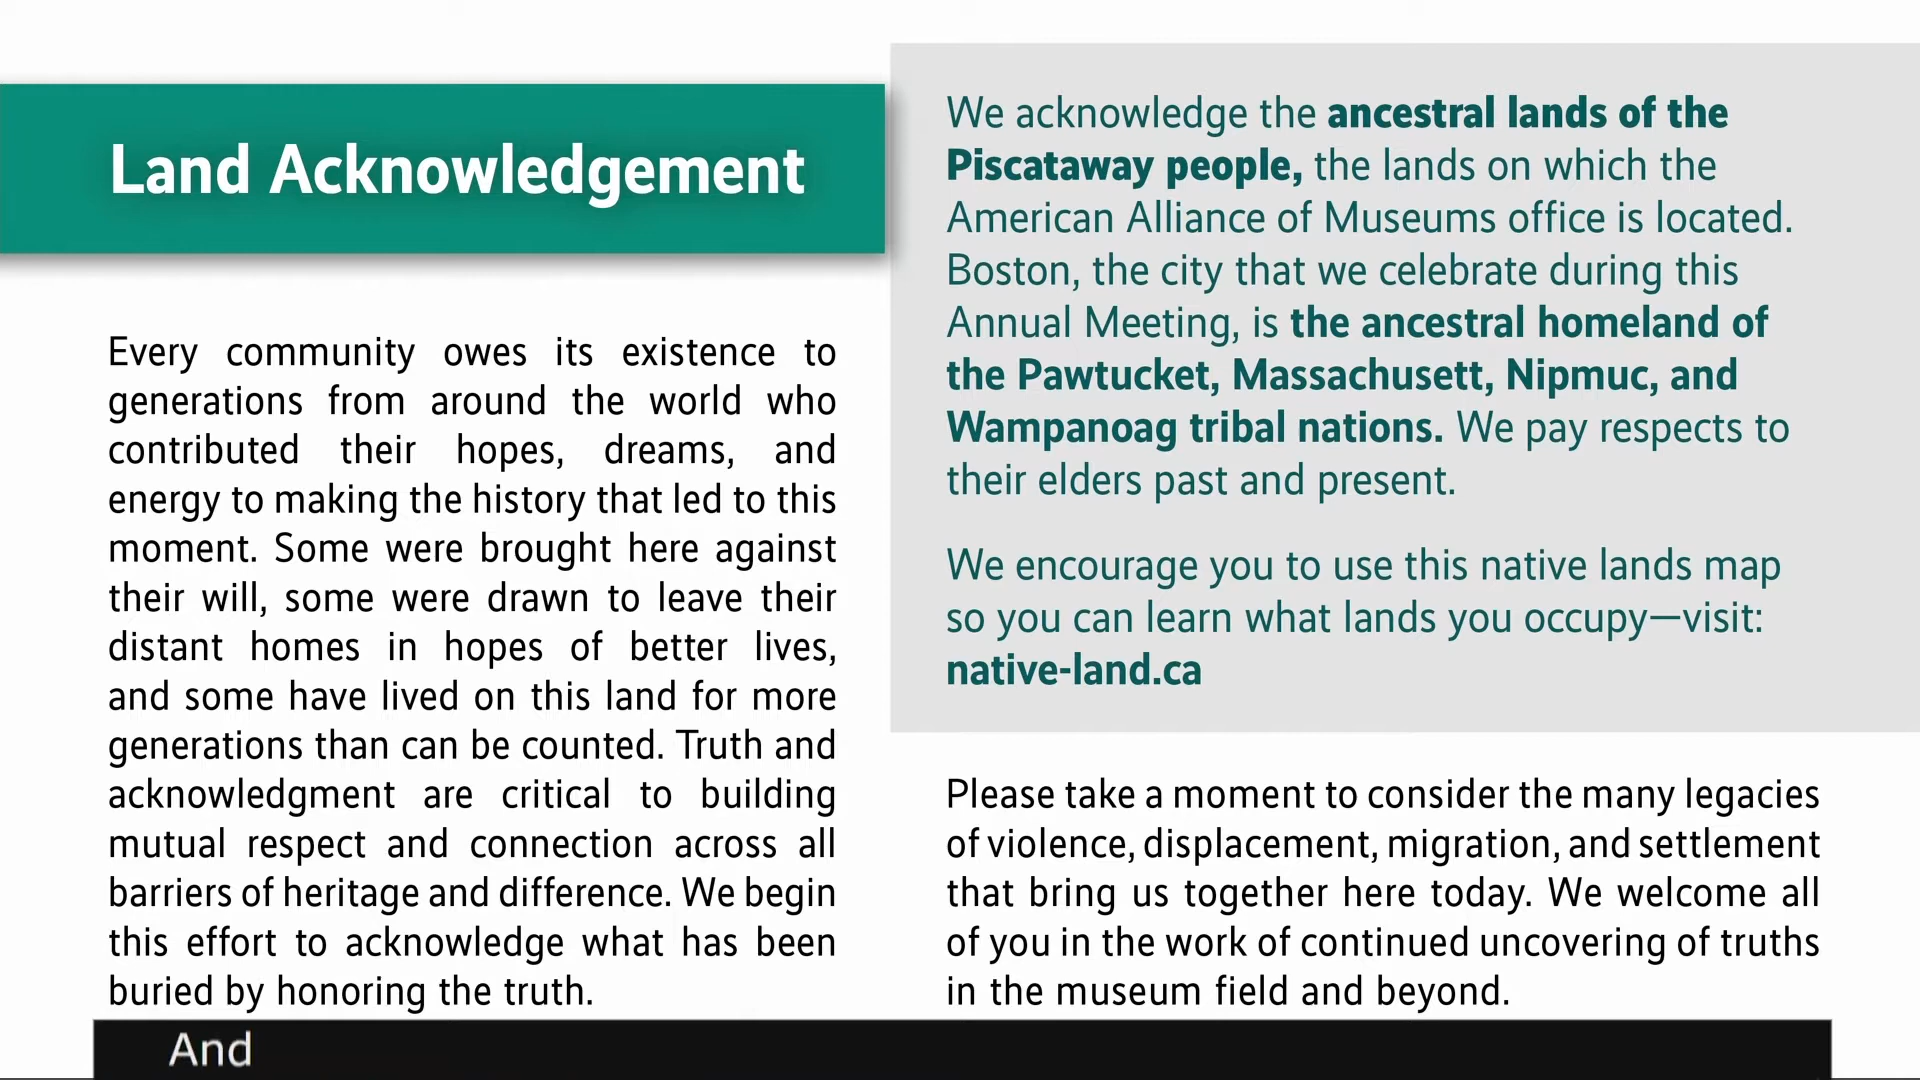 Land Acknowledgement
Every community owes its existence to
generations from around the world who
contributed their hopes, dreams, and
energy to making the history that led to this
moment. Some were brought here against
their will, some were drawn to leave their
distant homes in hopes of better lives,
and some have lived on this land for more
generations than can be counted. Truth and
acknowledgment are critical to building
mutual respect and connection across all
barriers of heritage and difference. We begin
this effort to acknowledge what has been
buried by honoring the truth.
We acknowledge the ancestral lands of the
Piscataway people, the lands on which the
American Alliance of Museums office is located.
Boston, the city that we celebrate during this
Annual Meeting, is the ancestral homeland of
the Pawtucket, Massachusett, Nipmuc, and
Wampanoag tribal nations. We pay respects to
their elders past and present.
We encourage you to use this native lands map
so you can learn what lands you occupy—visit:
native-land.ca
Please take a moment to consider the many legacies
of violence, displacement, migration, and settlement
that bring us together here today. We welcome all
of you in the work of continued uncovering of truths
in the museum field and beyond.
And